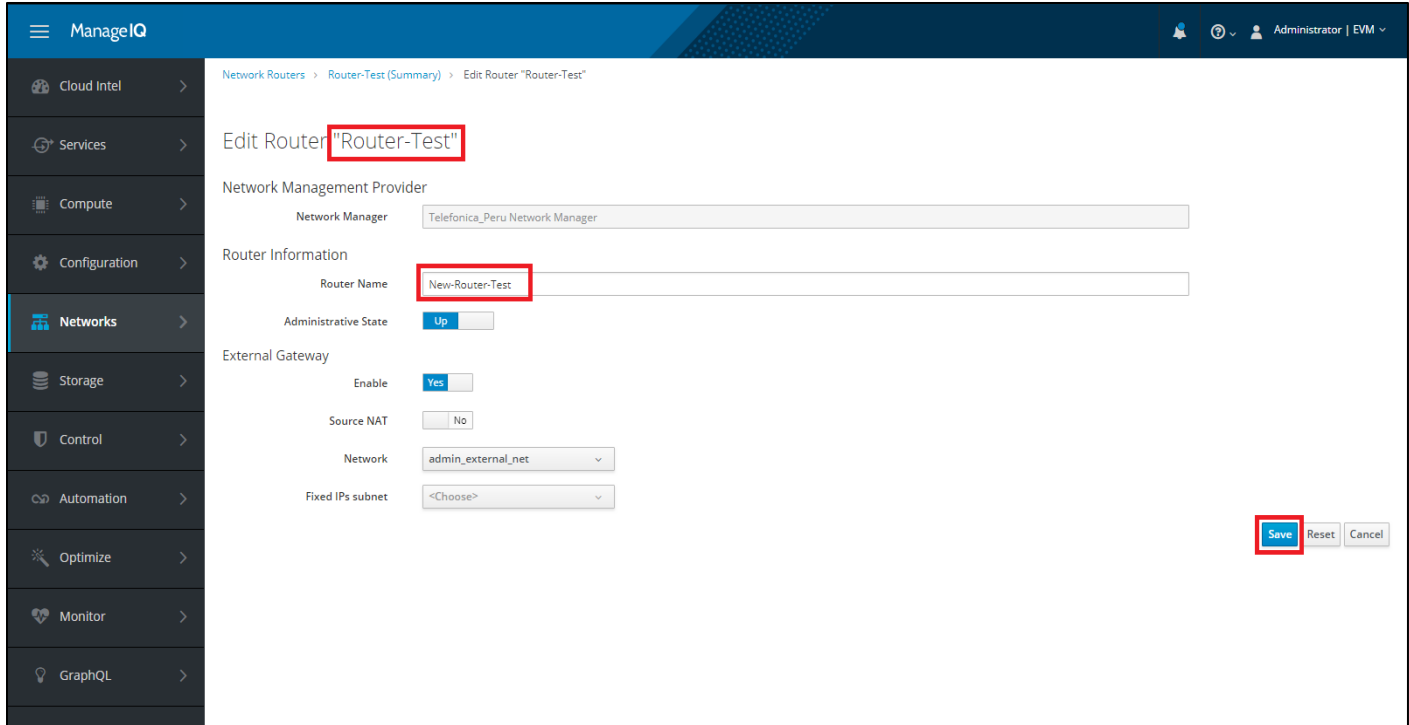 ManageIQ
Administrator | EVM
Cloud Intel
Services
Compute
Configuration
Networks
Storage
Control
Automation
Optimize
Monitor
GraphQL
Network Routers > Router-Test (Summary) > Edit Router "Router-Test"
Edit Router "Router-Test"
Network Management Provider
Network Manager Telefonica_Peru Network Manager
Router Information
Router Name New-Router-Test
Administrative State Up
External Gateway
Enable Yes
Source NAT No
Network admin_external_net
Fixed IPs subnet <Choose>
Save Reset Cancel